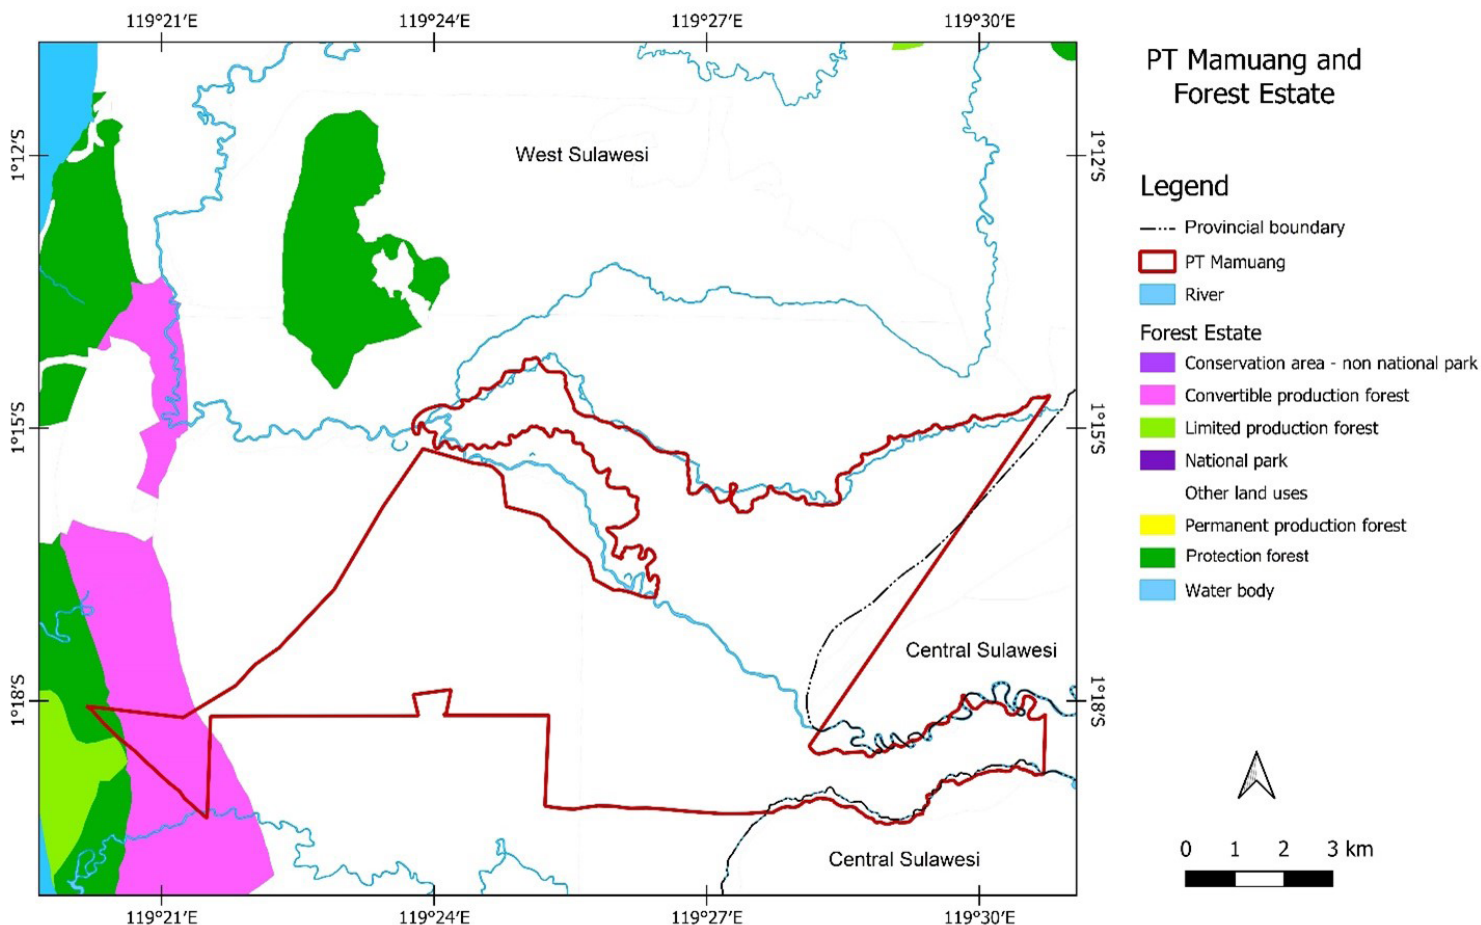 119°21′E
119°24′E
119°27′E
119°30′E
PT Mamuang and
Forest Estate
1°12′S
West Sulawesi
1°12′S
Legend
Provincial boundary
PT Mamuang
River
Forest Estate
Conservation area - non national park
Convertible production forest
1°15′S
1°15′S
Limited production forest
National park
Other land uses
Permanent production forest
Protection forest
Water body
Central Sulawesi
1°18′S
1°18′S
Central Sulawesi
0 1 2 3 km
119°21′E
119°24′E
119°27′E
119°30′E